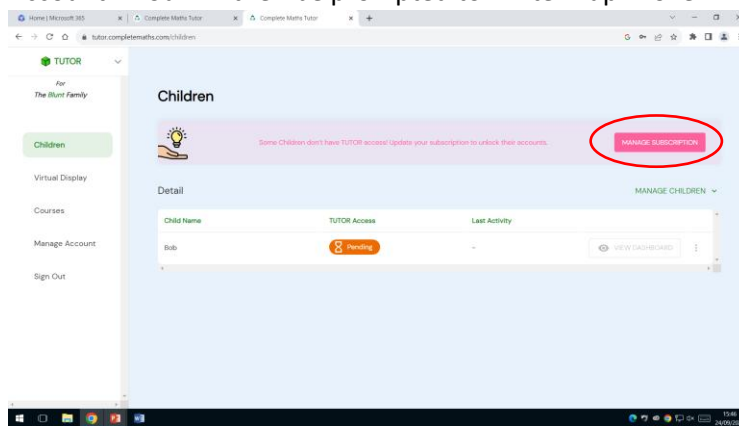 Home | Microsoft 365
Complete Maths Tutor
Complete Maths Tutor
tutor.completemaths.com/children
TUTOR
For
The Blunt Family
Children
Children
Some Children don't have TUTOR access! Update your subscription to unlock their accounts.
MANAGE SUBSCRIPTION
Virtual Display
Detail
MANAGE CHILDREN
Courses
Child Name
TUTOR Access
Last Activity
Manage Account
Bob
Pending
-
VIEW DASHBOARD
Sign Out
15:46